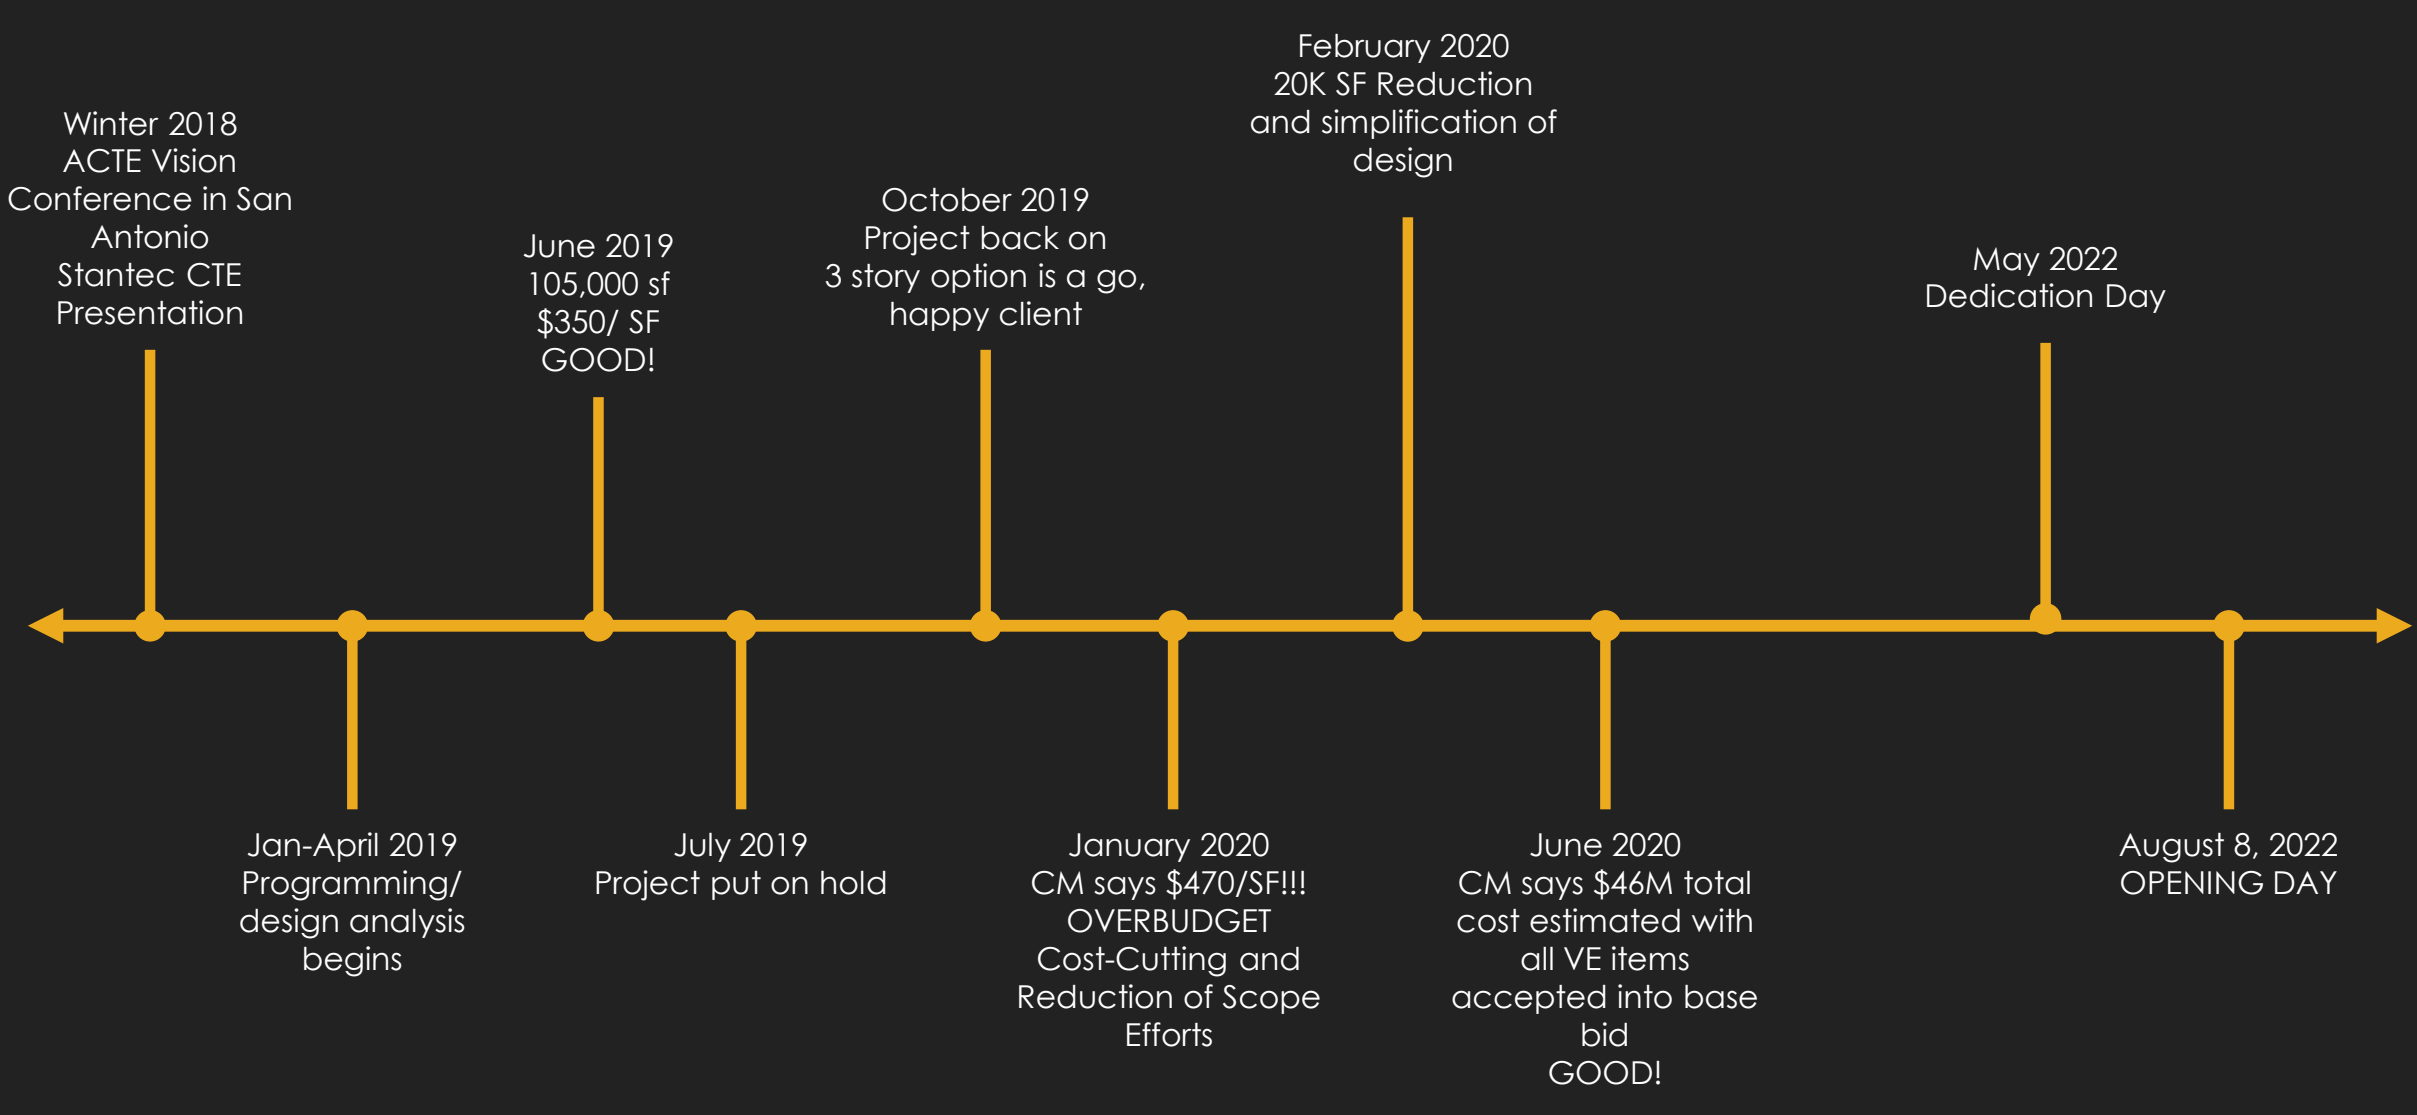 Winter 2018
ACTE Vision
Conference in San
Antonio
Stantec CTE
Presentation
Jan-April 2019
Programming/
design analysis
begins
June 2019
105,000 sf
$350/ SF
GOOD!
July 2019
Project put on hold
October 2019
Project back on
3 story option is a go,
happy client
January 2020
CM says $470/SF!!!
OVERBUDGET
Cost-Cutting and
Reduction of Scope
Efforts
February 2020
20K SF Reduction
and simplification of
design
June 2020
CM says $46M total
cost estimated with
all VE items
accepted into base
bid
GOOD!
May 2022
Dedication Day
August 8, 2022
OPENING DAY